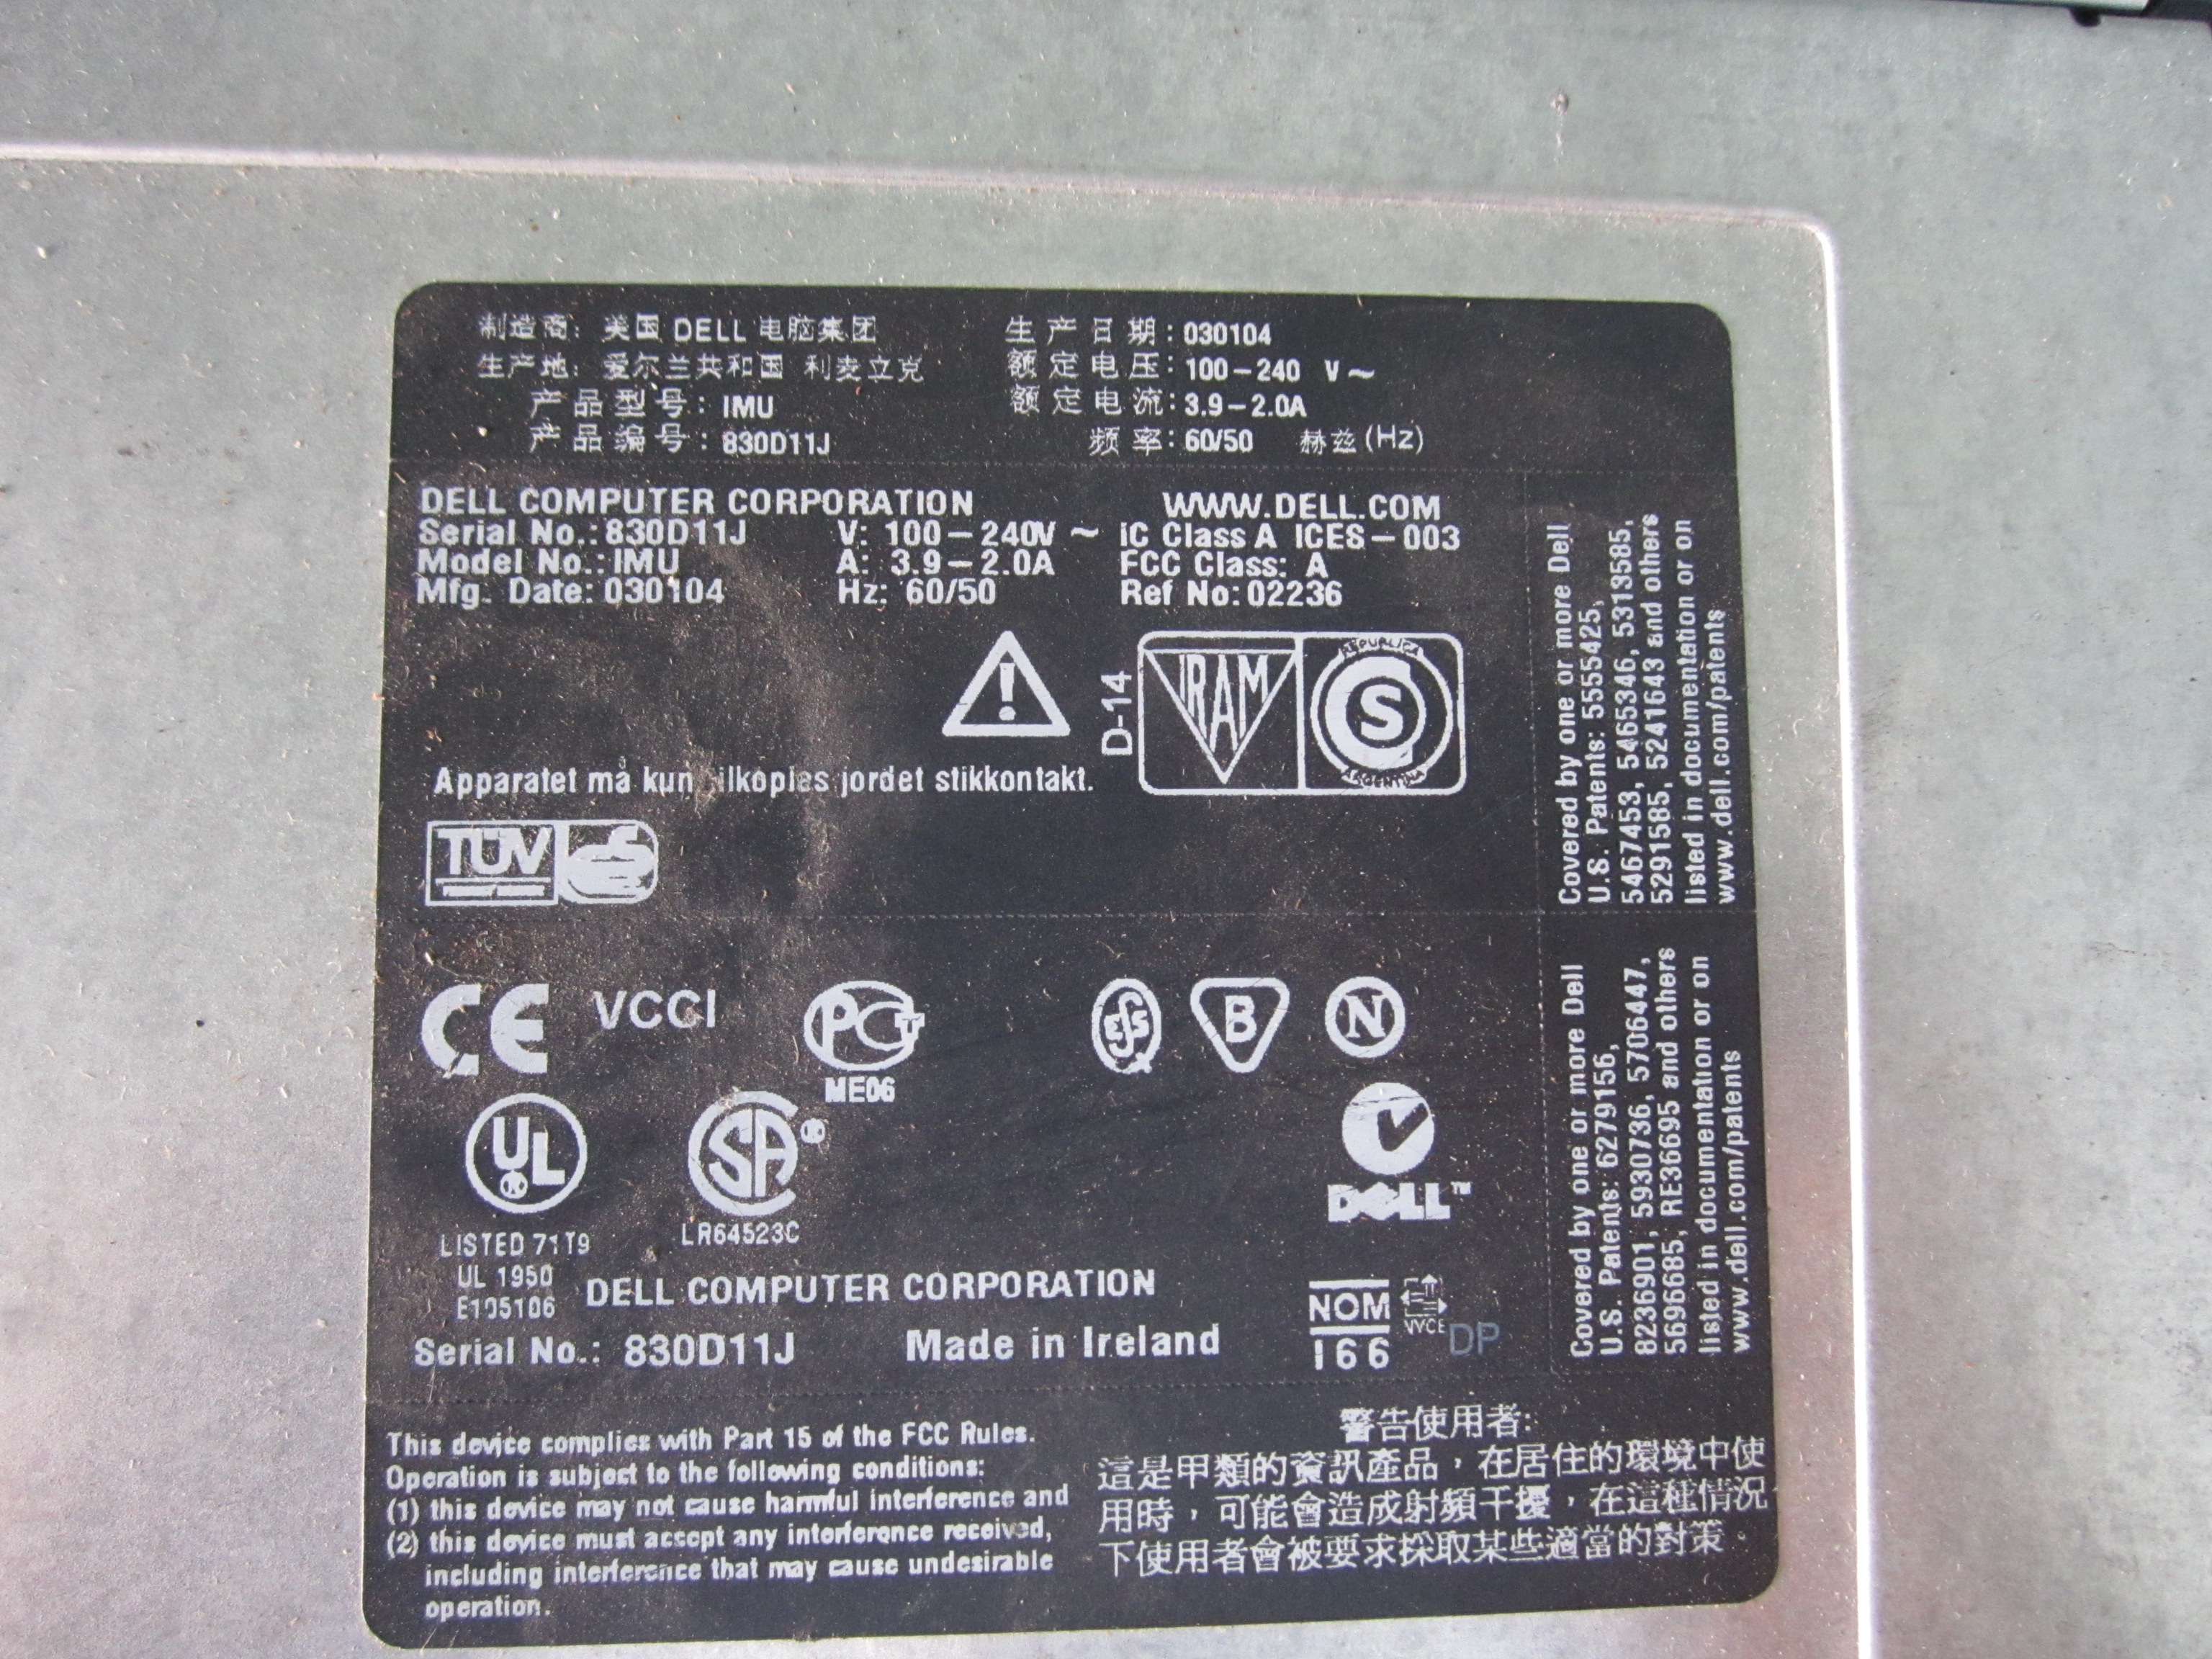 制造商: 美国 DELL 电脑集团
生产地: 爱尔兰共和国 利麦立克
产品型号: IMU
产品编号: 830D11J
生产日期: 030104
额定电压: 100-240 V~
额定电流: 3.9-2.0A
频率: 60/50 赫兹(Hz)
DELL COMPUTER CORPORATION
WWW.DELL.COM
Serial No.: 830D11J
V: 100-240V ~
IC Class A ICES-003
Model No.: IMU
A: 3.9-2.0A
FCC Class: A
Mfg. Date: 030104
Hz: 60/50
Ref No: 02236
D-14
IRAM
REPUBLICA
S
ARGENTINA
Apparatet må kun jordet stikkontakt.
TÜV
GS
CE
VCCI
PCT
ME06
B
N
UL
LISTED 71T9
UL 1950
E105106
SA
LR64523C
DELL™
DELL COMPUTER CORPORATION
Serial No.: 830D11J
Made in Ireland
NOM
166
NYCE
DP
Covered by one or more Dell
U.S. Patents: 5555425,
5467453, 5465346, 5313585,
5291585, 5241643 and others
listed in documentation or on
www.dell.com/patents
Covered by one or more Dell
U.S. Patents: 6279156,
8236901, 5930736, 5706447,
5696685, RE36695 and others
listed in documentation or on
www.dell.com/patents
This device complies with Part 15 of the FCC Rules.
Operation is subject to the following conditions:
(1) this device may not cause harmful interference and
(2) this device must accept any interference received,
including interference that may cause undesirable
operation.
警告使用者:
這是甲類的資訊產品,在居住的環境中使
用時,可能會造成射頻干擾,在這種情況
下使用者會被要求採取某些適當的對策。